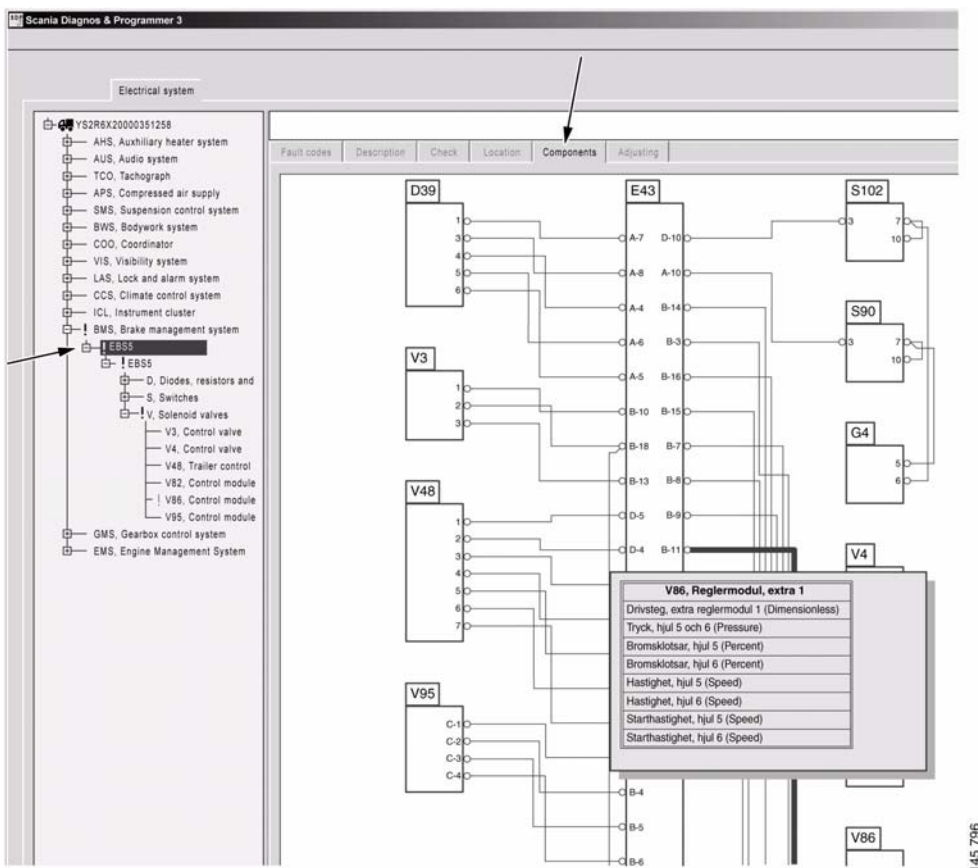 Scania Diagnos & Programmer 3
Electrical system
YS2R6X20000351258
AHS, Auxhiliary heater system
AUS, Audio system
TCO, Tachograph
APS, Compressed air supply
SMS, Suspension control system
BWS, Bodywork system
COO, Coordinator
VIS, Visibility system
LAS, Lock and alarm system
CCS, Climate control system
ICL, Instrument cluster
! BMS, Brake management system
! EBS5
! EBS5
D, Diodes, resistors and
S, Switches
! V, Solenoid valves
V3, Control valve
V4, Control valve
V48, Trailer control
V82, Control module
! V86, Control module
V95, Control module
GMS, Gearbox control system
EMS, Engine Management System
Fault codes Description Check Location Components Adjusting
D39
1
3
4
5
6
V3
1
2
3
V48
1
2
3
4
5
6
7
V95
C-1
C-2
C-3
C-4
E43
A-7 D-10
A-8 A-10
A-4 B-14
A-6 B-3
A-5 B-16
B-10 B-15
B-18 B-7
B-13 B-8
D-5 B-9
D-4 B-11
B-4
B-5
B-6
S102
3 7
10
S90
3 7
10
G4
5
6
V4
V86, Reglermodul, extra 1
Drivsteg, extra reglermodul 1 (Dimensionless)
Tryck, hjul 5 och 6 (Pressure)
Bromsklotsar, hjul 5 (Percent)
Bromsklotsar, hjul 6 (Percent)
Hastighet, hjul 5 (Speed)
Hastighet, hjul 6 (Speed)
Starthastighet, hjul 5 (Speed)
Starthastighet, hjul 6 (Speed)
V86